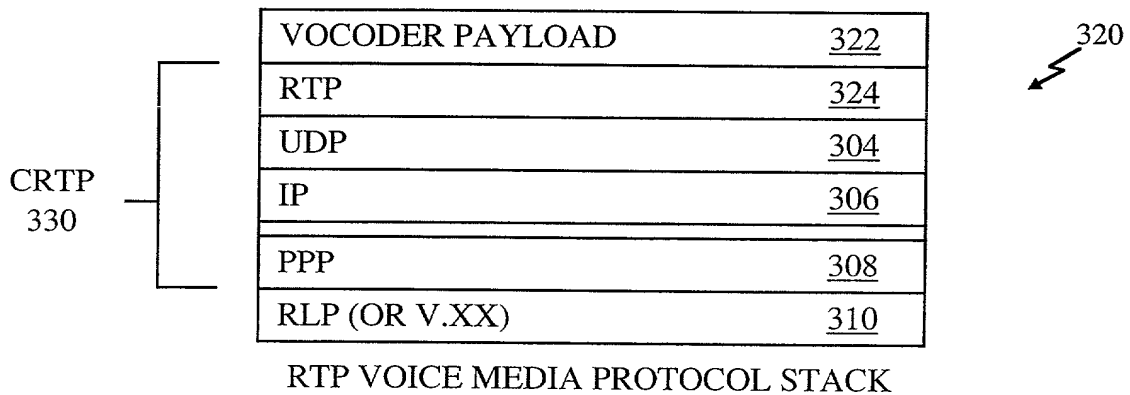 VOCODER PAYLOAD 322
320
RTP 324
UDP 304
CRTP
330
IP 306
PPP 308
RLP (OR V.XX) 310
RTP VOICE MEDIA PROTOCOL STACK